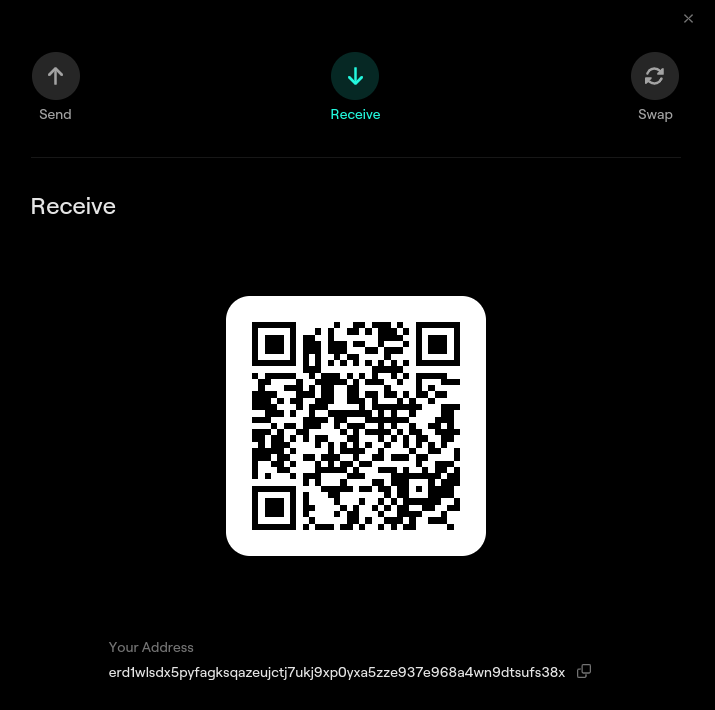 Send
Receive
Swap
Receive
Your Address
erd1wlsdx5pyfagksqazeujctj7ukj9xp0yxa5zze937e968a4wn9dtsufs38x